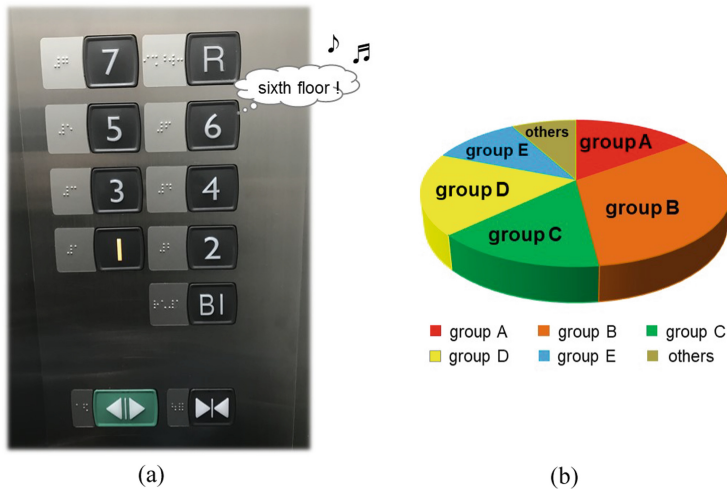 7 R
sixth floor !
5 6
3 4
1 2
B1
(a)
others
group A
group E
group B
group D
group C
group A group B group C
group D group E others
(b)